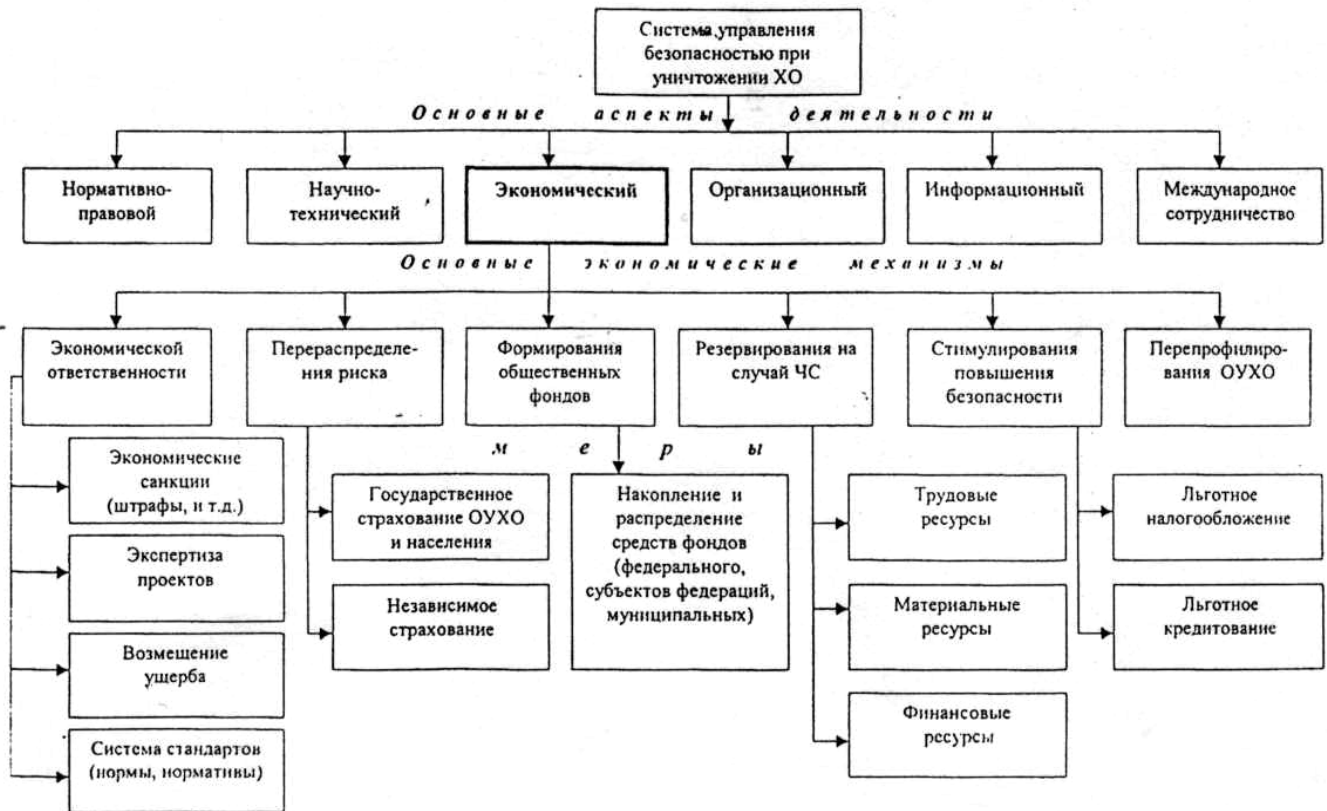 Система управления
безопасностью при
уничтожении ХО
Основные аспекты деятельности
Нормативно-
правовой
Научно-
технический
Экономический
Организационный
Информационный
Международное
сотрудничество
Основные экономические механизмы
Экономической
ответственности
Перераспределе-
ния риска
Формирования
общественных
фондов
Резервирования на
случай ЧС
Стимулирования
повышения
безопасности
Перепрофилиро-
вания ОУХО
меры
Экономические
санкции
(штрафы, и т.д.)
Экспертиза
проектов
Возмещение
ущерба
Система стандартов
(нормы, нормативы)
Государственное
страхование ОУХО
и населения
Независимое
страхование
Накопление и
распределение
средств фондов
(федерального,
субъектов федераций,
муниципальных)
Трудовые
ресурсы
Материальные
ресурсы
Финансовые
ресурсы
Льготное
налогообложение
Льготное
кредитование